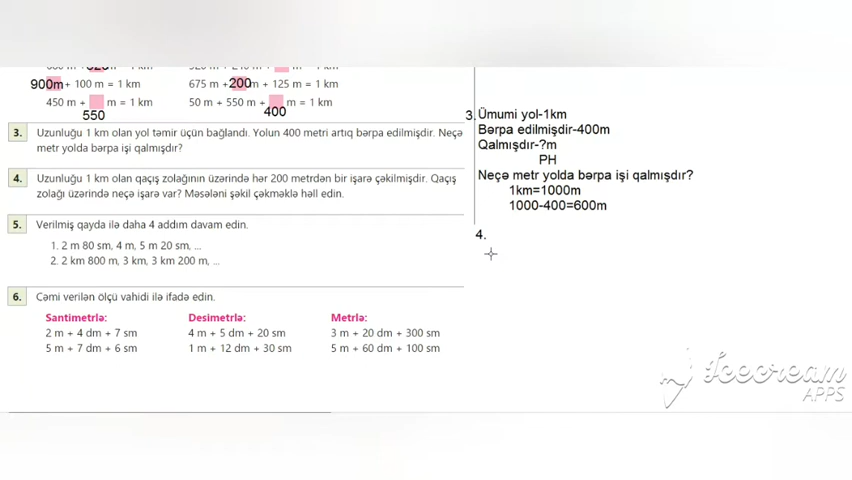 900m + 100 m = 1 km
675 m + 200 m + 125 m = 1 km
450 m + m = 1 km
50 m + 550 m + m = 1 km
550
400
3. Uzunluğu 1 km olan yol təmir üçün bağlandı. Yolun 400 metri artıq bərpa edilmişdir. Neçə
metr yolda bərpa işi qalmışdır?
4. Uzunluğu 1 km olan qaçış zolağının üzərində hər 200 metrdən bir işarə çəkilmişdir. Qaçış
zolağı üzərində neçə işarə var? Məsələni şəkil çəkməklə həll edin.
5. Verilmiş qayda ilə daha 4 addım davam edin.
1. 2 m 80 sm, 4 m, 5 m 20 sm, ...
2. 2 km 800 m, 3 km, 3 km 200 m, ...
6. Cəmi verilən ölçü vahidi ilə ifadə edin.
Santimetrlə:
2 m + 4 dm + 7 sm
5 m + 7 dm + 6 sm
Desimetrlə:
4 m + 5 dm + 20 sm
1 m + 12 dm + 30 sm
Metrlə:
3 m + 20 dm + 300 sm
5 m + 60 dm + 100 sm
3. Ümumi yol-1km
Bərpa edilmişdir-400m
Qalmışdır-?m
PH
Neçə metr yolda bərpa işi qalmışdır?
1km=1000m
1000-400=600m
4.
Icecream
APPS